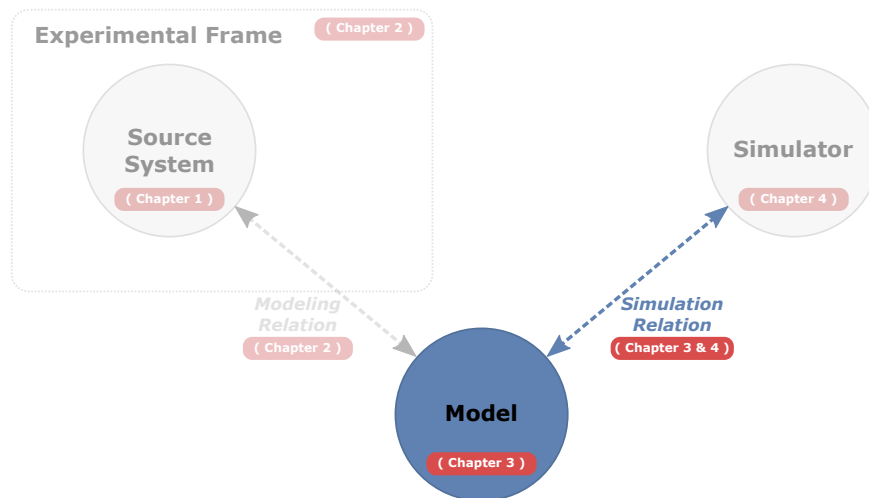 Experimental Frame
( Chapter 2 )
Source
System
( Chapter 1 )
Simulator
( Chapter 4 )
Modeling
Relation
( Chapter 2 )
Simulation
Relation
( Chapter 3 & 4 )
Model
( Chapter 3 )